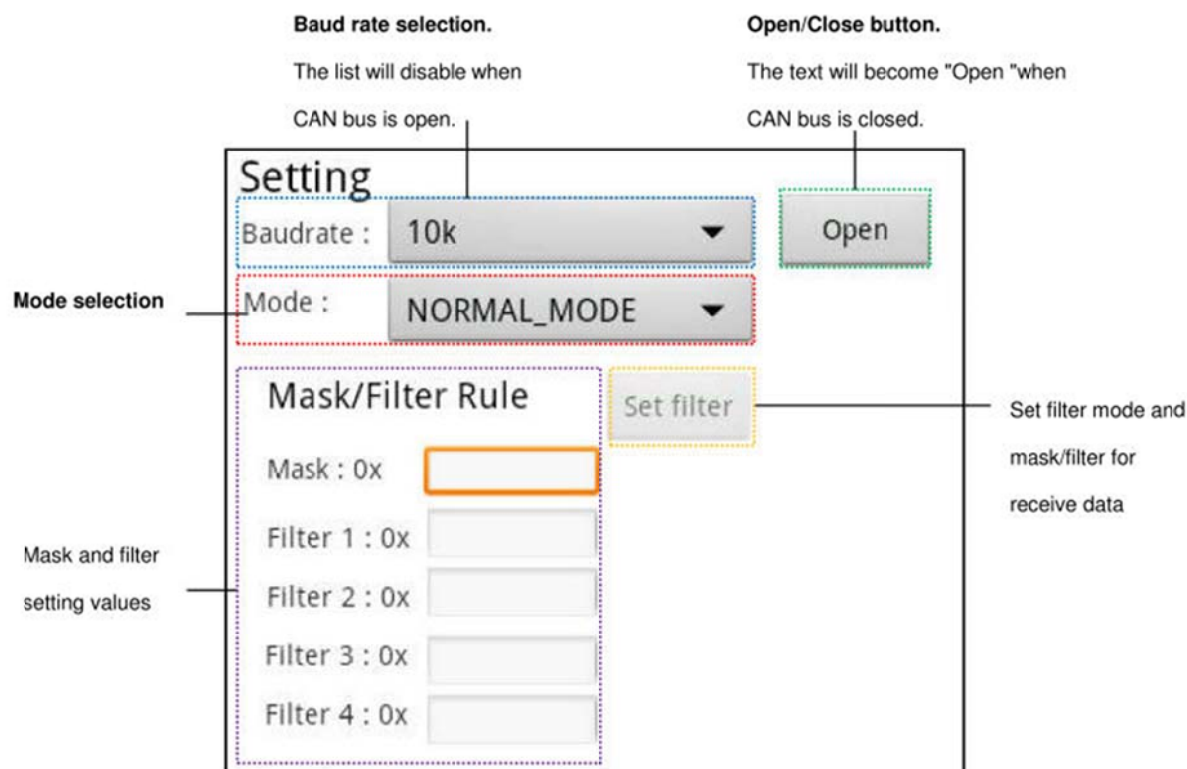 Baud rate selection.
The list will disable when
CAN bus is open.
Open/Close button.
The text will become "Open "when
CAN bus is closed.
Setting
Baudrate :
10k
Open
Mode selection
Mode :
NORMAL_MODE
Mask/Filter Rule
Set filter
Set filter mode and
mask/filter for
receive data
Mask : 0x
Filter 1 : 0x
Mask and filter
setting values
Filter 2 : 0x
Filter 3 : 0x
Filter 4 : 0x